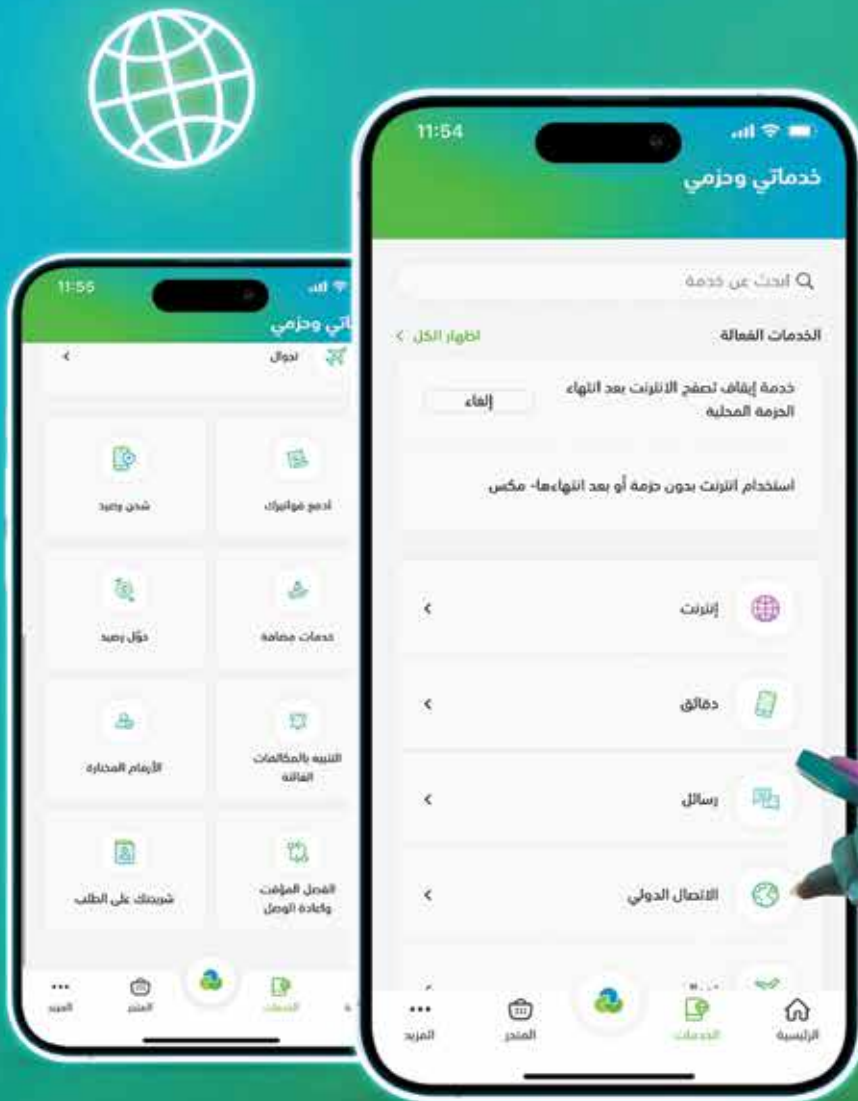 11:54
خدماتي وحزمي
ابحث عن خدمة
الخدمات الفعالة
اظهار الكل
خدمة إيقاف تصفح الانترنت بعد انتهاء
الحزمة المحلية
إلغاء
استخدام انترنت بدون حزمة أو بعد انتهاءها- مكس
إنترنت
دقائق
رسائل
الاتصال الدولي
الرئيسية
الخدمات
المتجر
المزيد
11:55
وحزمي
تجوال
ادفع فواتيرك
شحن رصيد
خدمات مضافة
حوّل رصيد
التنبيه بالمكالمات
الفائتة
الأرقام المختارة
الفصل المؤقت
وإعادة الوصل
شريحتك على الطلب
الخدمات
المتجر
المزيد